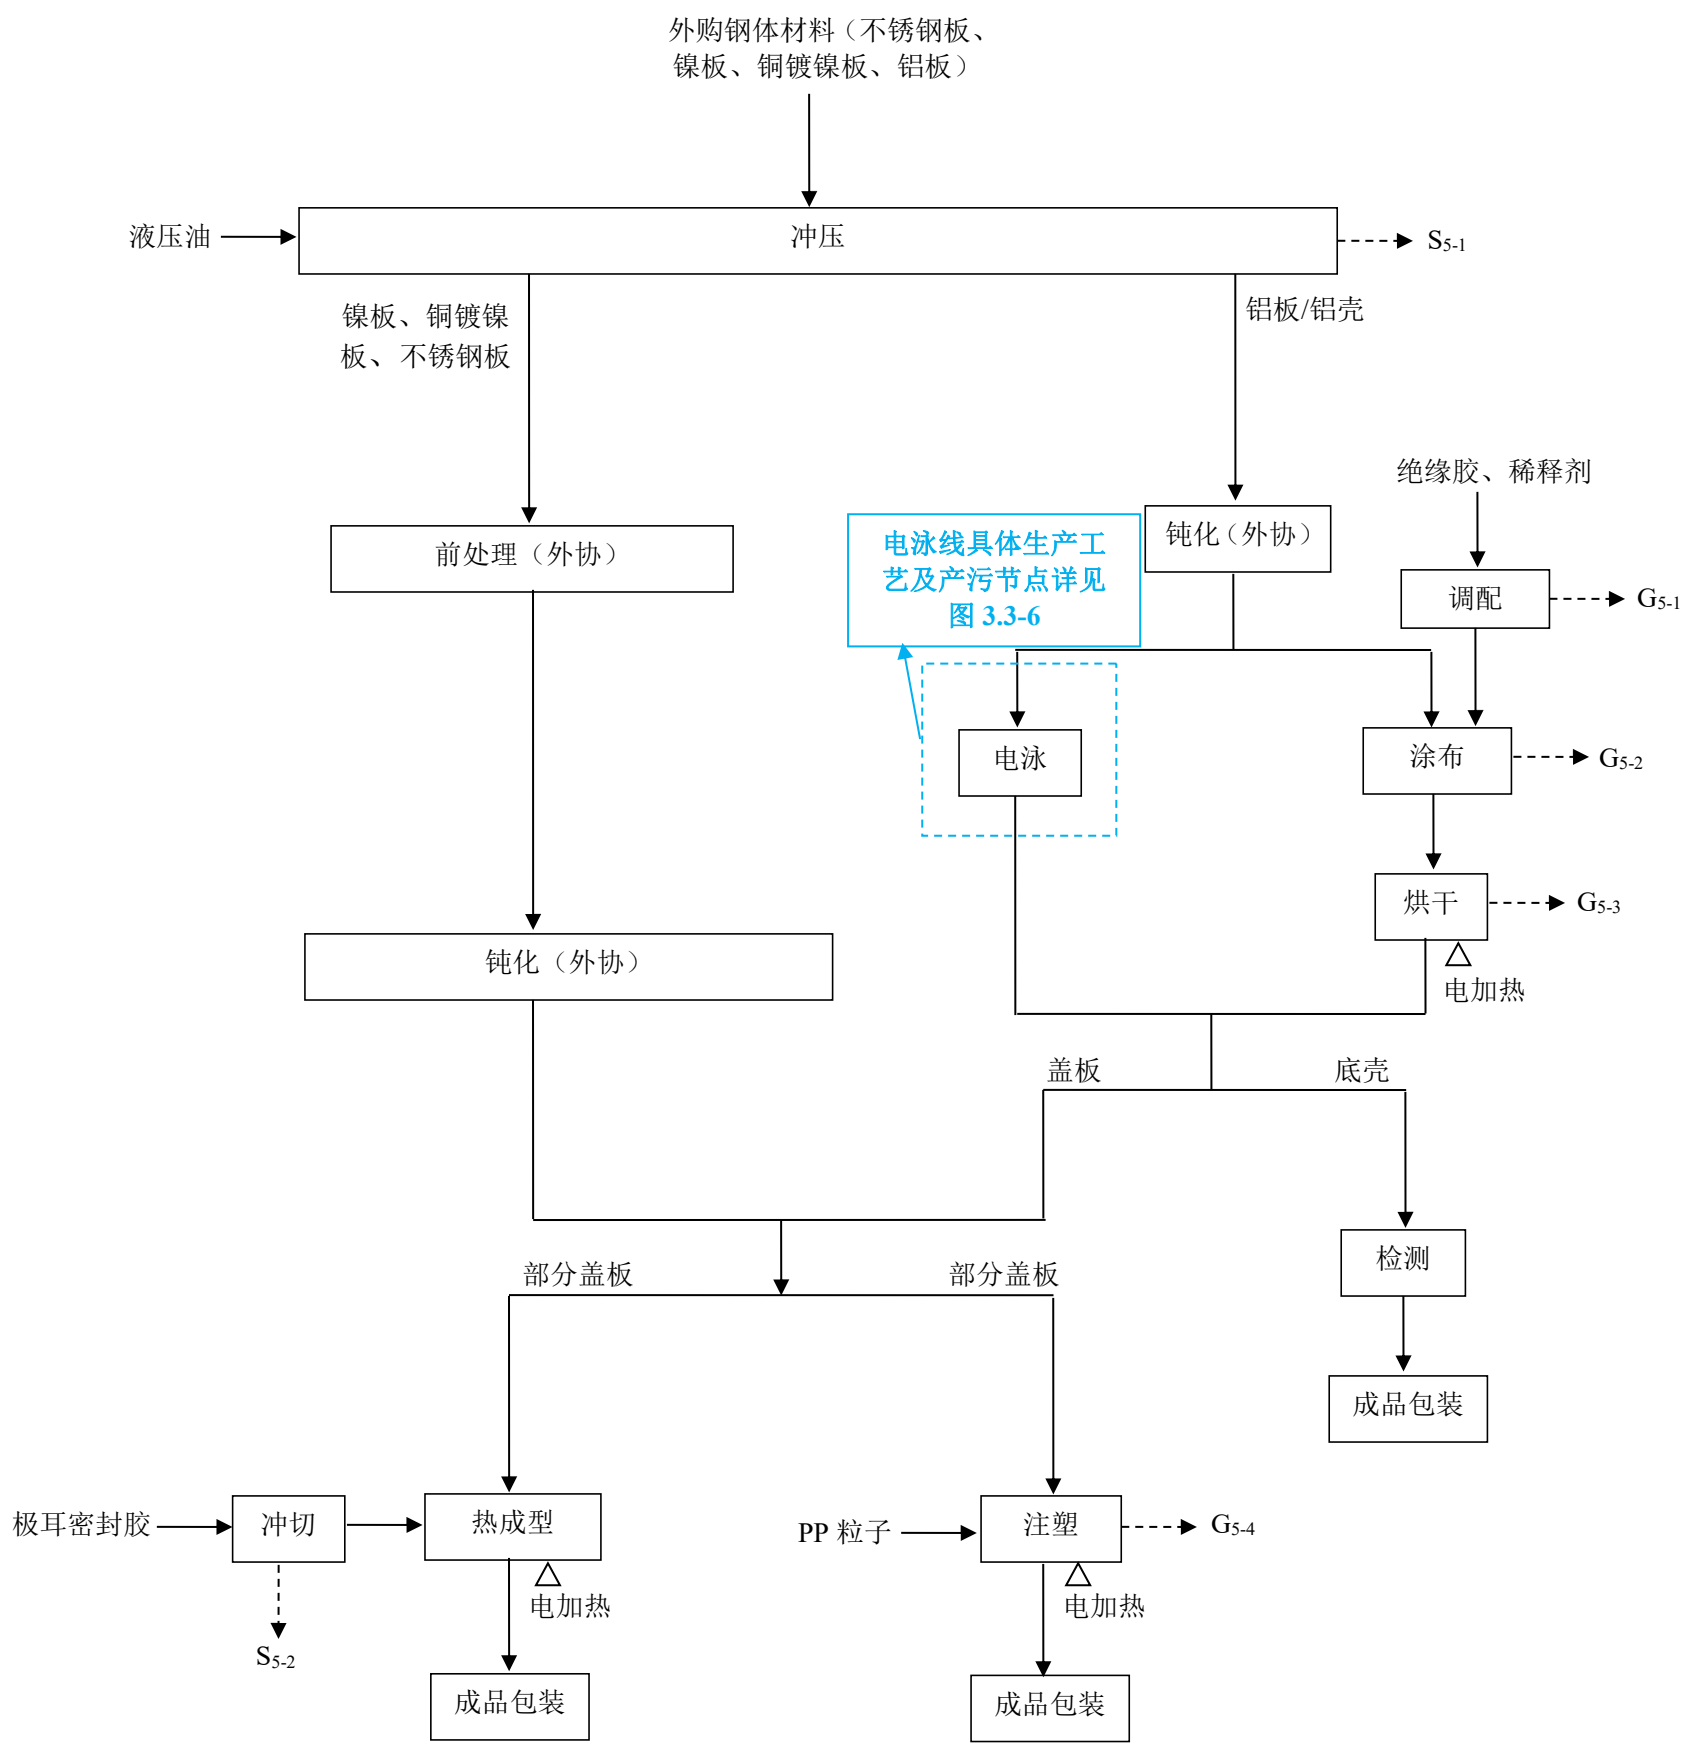 外购钢体材料（不锈钢板、
镍板、铜镀镍板、铝板）
液压油
冲压
S5-1
镍板、铜镀镍
板、不锈钢板
铝板/铝壳
绝缘胶、稀释剂
前处理（外协）
电泳线具体生产工
艺及产污节点详见
图 3.3-6
钝化（外协）
调配
G5-1
电泳
涂布
G5-2
烘干
G5-3
电加热
钝化（外协）
盖板
底壳
部分盖板
部分盖板
检测
成品包装
极耳密封胶
冲切
热成型
PP 粒子
注塑
G5-4
电加热
电加热
S5-2
成品包装
成品包装